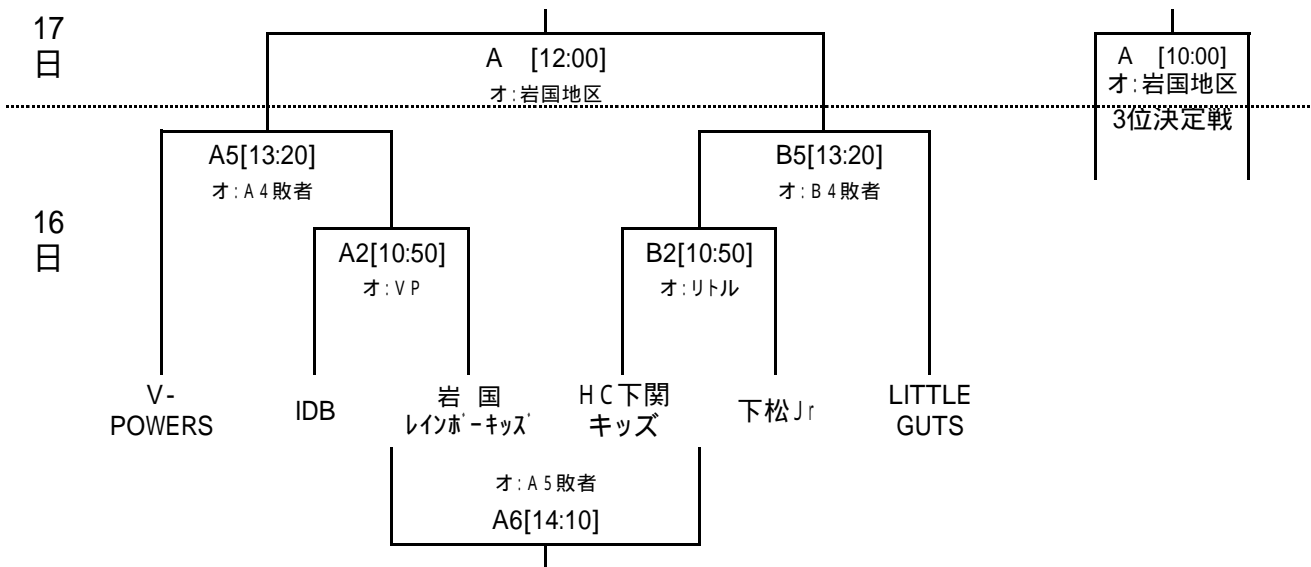 17
日
A [12:00]
オ:岩国地区
A [10:00]
オ:岩国地区
3位決定戦
A5[13:20]
オ:A4敗者
B5[13:20]
オ:B4敗者
16
日
A2[10:50]
オ:VP
B2[10:50]
オ:リトル
V-
POWERS
IDB
岩 国
レインボーキッズ
HC下関
キッズ
下松Jr
LITTLE
GUTS
オ:A5敗者
A6[14:10]